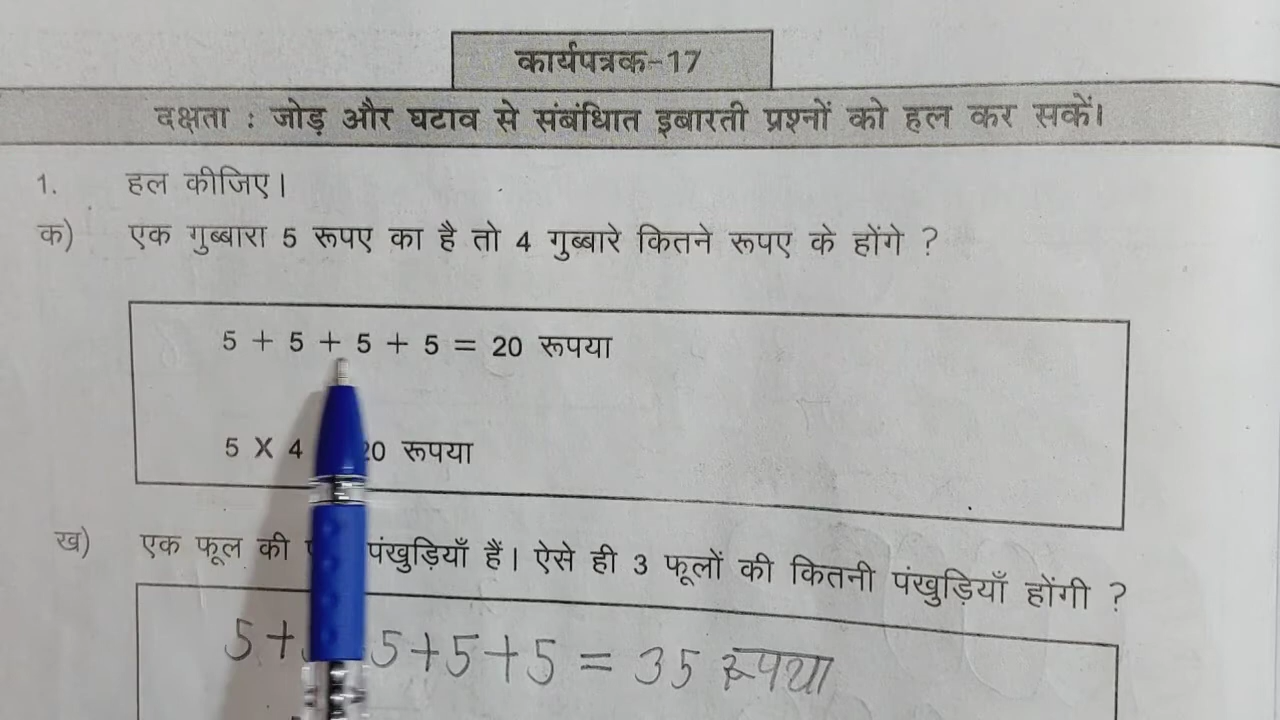 कार्यपत्रक-17
दक्षता : जोड़ और घटाव से संबंधित इबारती प्रश्नों को हल कर सकें।
1. हल कीजिए।
क) एक गुब्बारा 5 रूपए का है तो 4 गुब्बारे कितने रूपए के होंगे ?
5 + 5 + 5 + 5 = 20 रूपया
5 X 4 20 रूपया
ख) एक फूल की पंखुड़ियाँ हैं। ऐसे ही 3 फूलों की कितनी पंखुड़ियाँ होंगी ?
5+ 5+5+5 = 35 रूपया